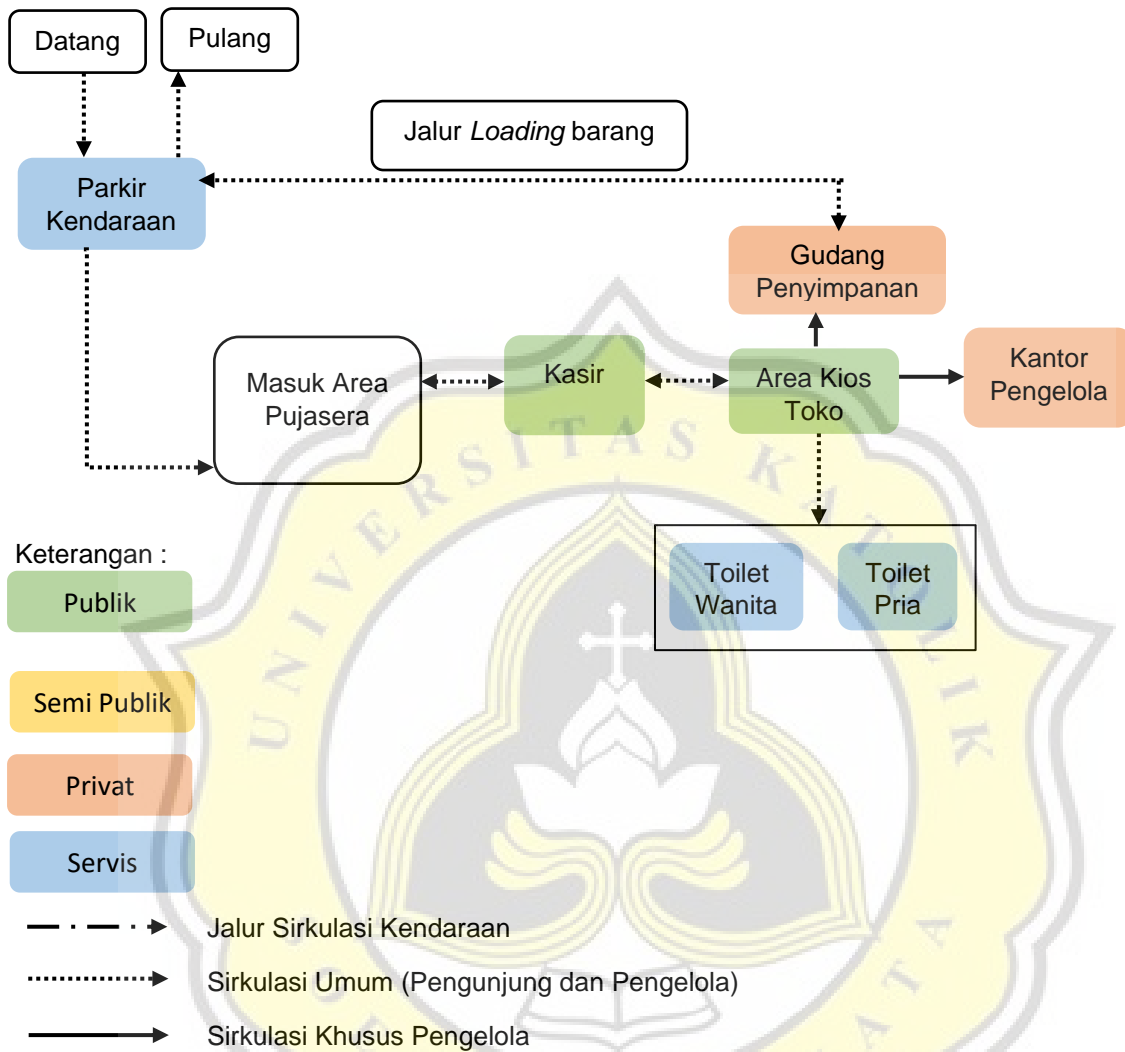 Datang
Pulang
Jalur Loading barang
Parkir
Kendaraan
Gudang
Penyimpanan
Masuk Area
Pujasera
Kasir
Area Kios
Toko
Kantor
Pengelola
Toilet
Wanita
Toilet
Pria
Keterangan :
Publik
Semi Publik
Privat
Servis
Jalur Sirkulasi Kendaraan
Sirkulasi Umum (Pengunjung dan Pengelola)
Sirkulasi Khusus Pengelola
UNIVERSITAS KATOLIK